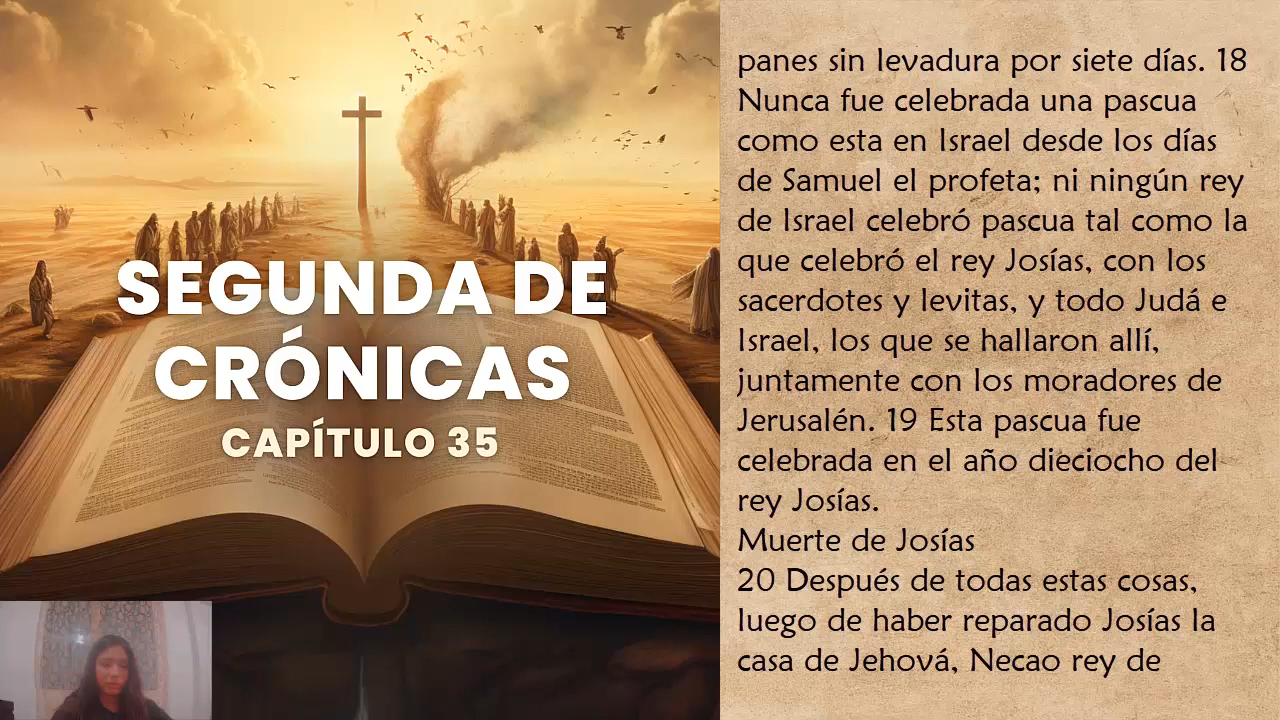 SEGUNDA DE
CRÓNICAS
CAPÍTULO 35
panes sin levadura por siete días. 18
Nunca fue celebrada una pascua
como esta en Israel desde los días
de Samuel el profeta; ni ningún rey
de Israel celebró pascua tal como la
que celebró el rey Josías, con los
sacerdotes y levitas, y todo Judá e
Israel, los que se hallaron allí,
juntamente con los moradores de
Jerusalén. 19 Esta pascua fue
celebrada en el año dieciocho del
rey Josías.
Muerte de Josías
20 Después de todas estas cosas,
luego de haber reparado Josías la
casa de Jehová, Necao rey de